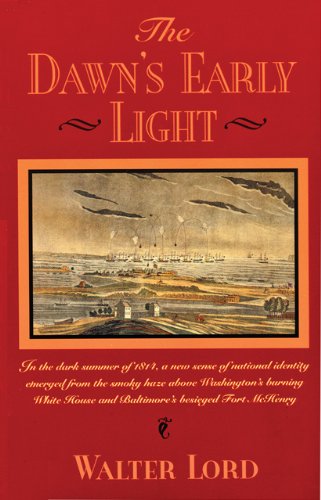 The
DAWN'S EARLY
LIGHT
In the dark summer of 1814, a new sense of national identity
emerged from the smoky haze above Washington's burning
White House and Baltimore's besieged Fort McHenry
WALTER LORD